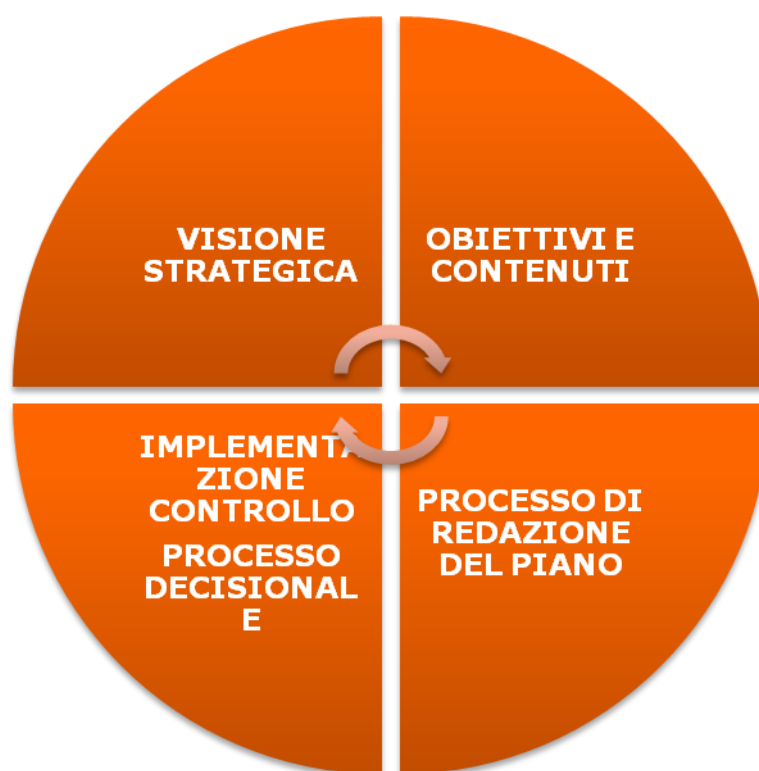 VISIONE
STRATEGICA
OBIETTIVI E
CONTENUTI
IMPLEMENTA
ZIONE
CONTROLLO
PROCESSO
DECISIONAL
E
PROCESSO DI
REDAZIONE
DEL PIANO